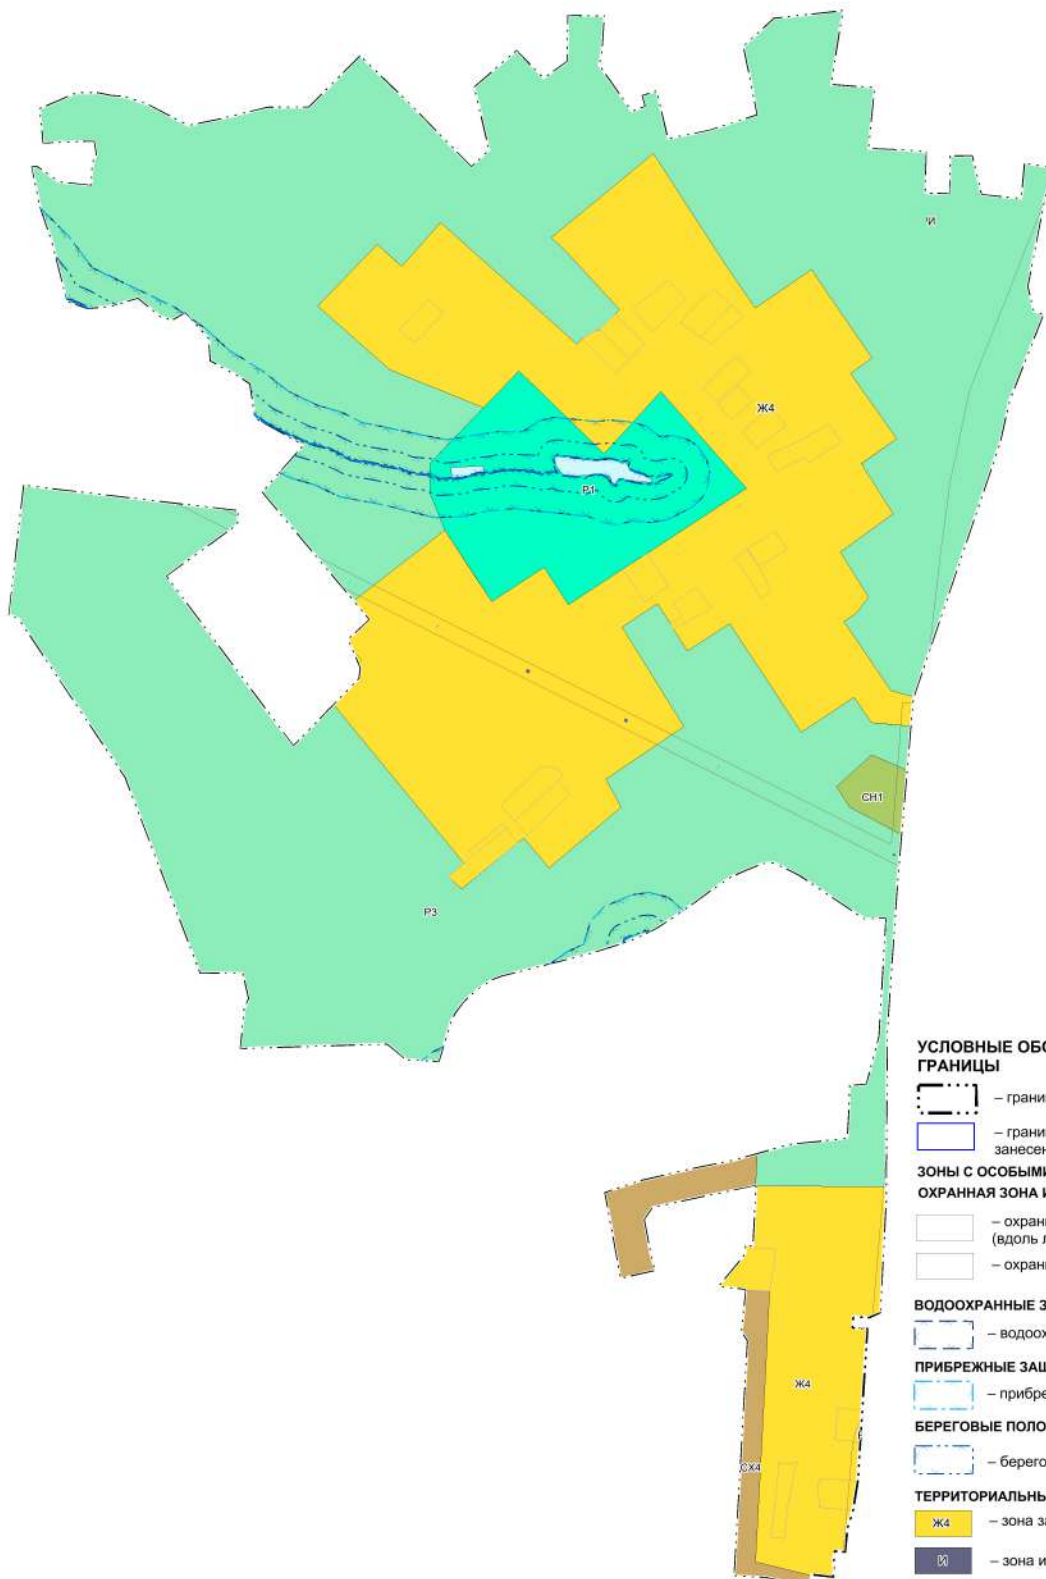 И
Ж4
Р1
СН1
Р3
Ж4
СХ4
УСЛОВНЫЕ ОБО
ГРАНИЦЫ
– грани
– грани
занесен
ЗОНЫ С ОСОБЫМИ
ОХРАННАЯ ЗОНА И
– охран
(вдоль л
– охран
ВОДООХРАННЫЕ З
– водоох
ПРИБРЕЖНЫЕ ЗАЩ
– прибре
БЕРЕГОВЫЕ ПОЛО
– берего
ТЕРРИТОРИАЛЬНЫ
Ж4 – зона за
И – зона и